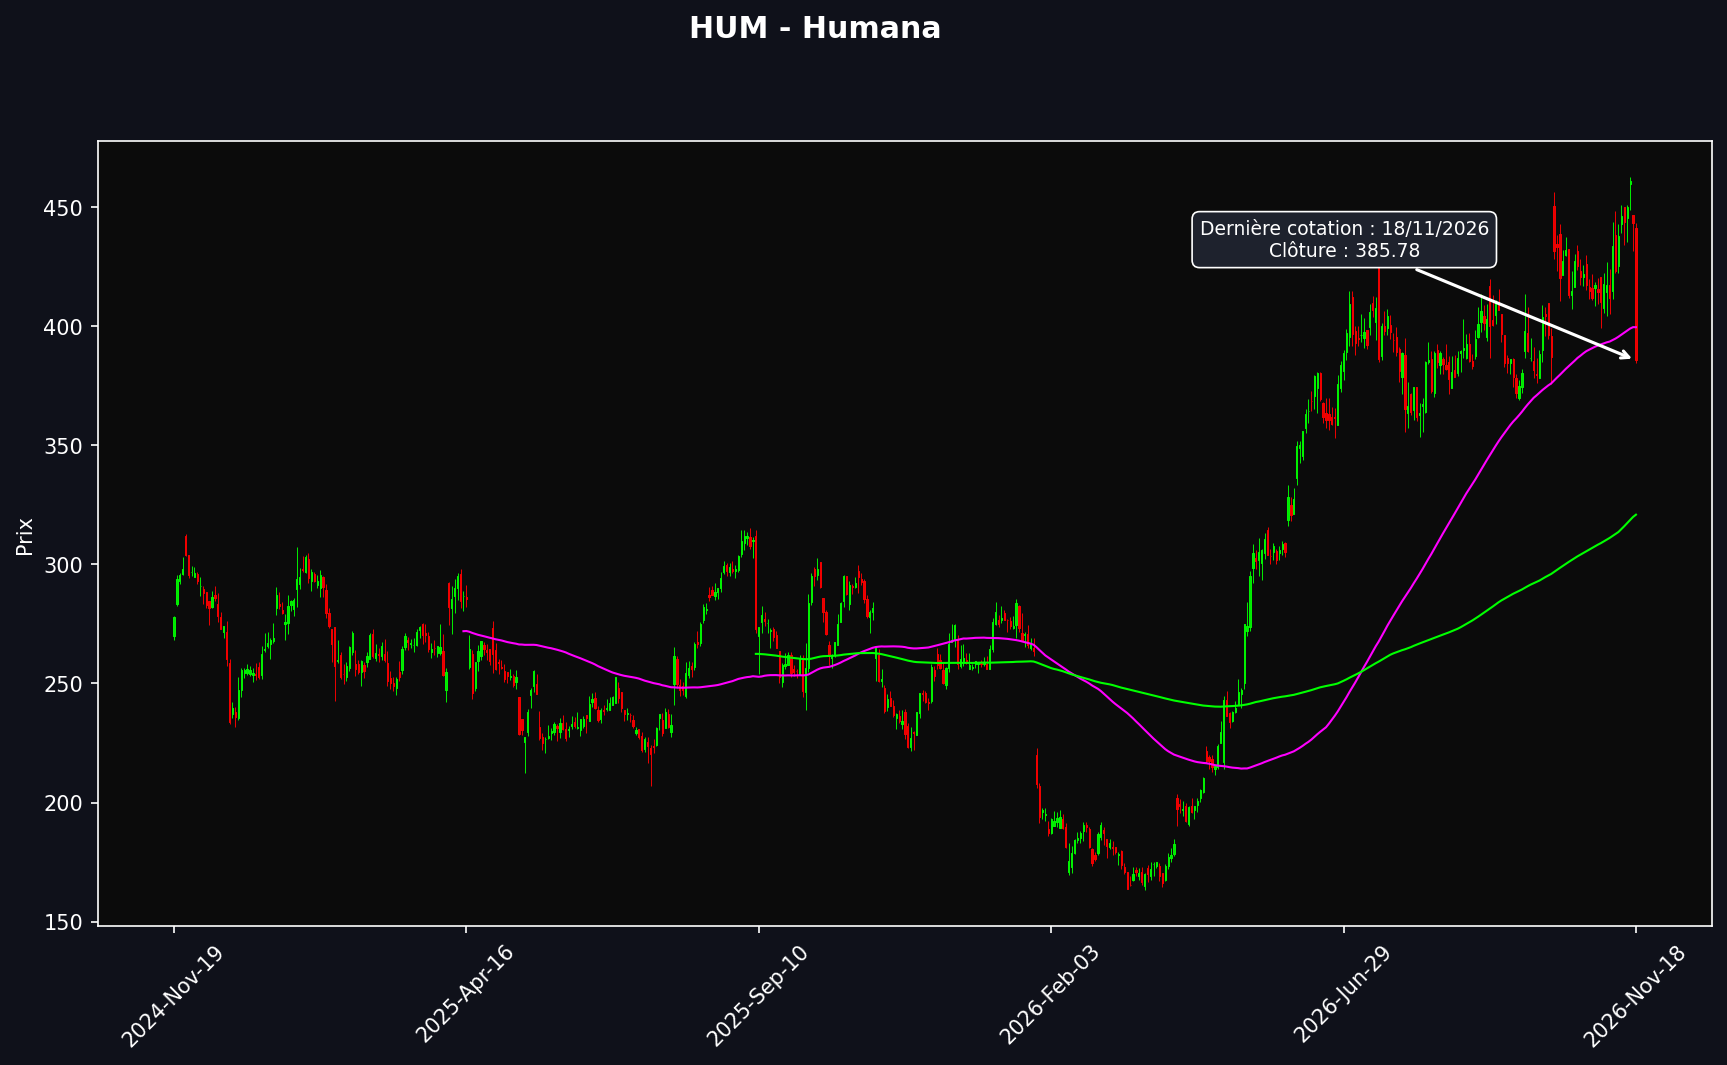 HUM - Humana
Dernière cotation : 18/11/2026
Clôture : 385.78
Prix
450
400
350
300
250
200
150
2024-Nov-19
2025-Apr-16
2025-Sep-10
2026-Feb-03
2026-Jun-29
2026-Nov-18